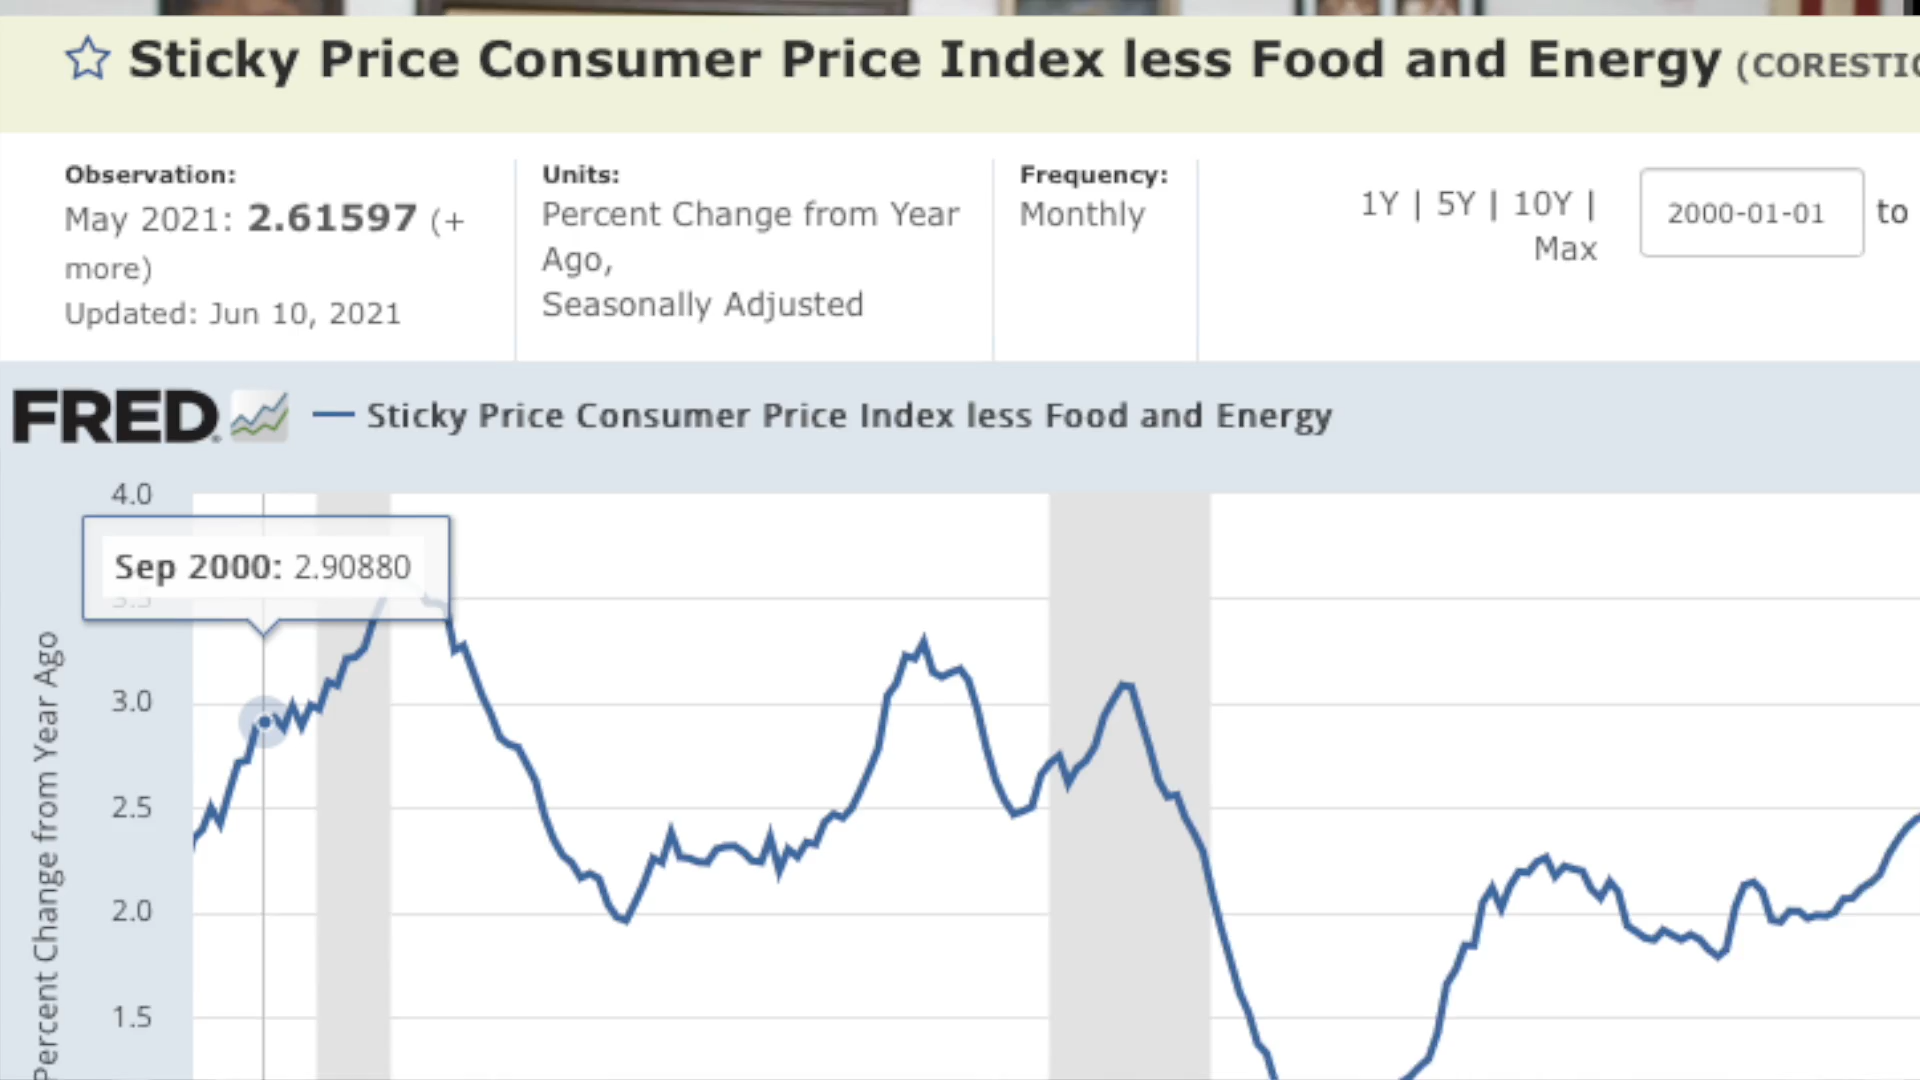 Sticky Price Consumer Price Index less Food and Energy (CORESTIC
Observation:
May 2021: 2.61597 (+
more)
Updated: Jun 10, 2021
Units:
Percent Change from Year
Ago,
Seasonally Adjusted
Frequency:
Monthly
1Y | 5Y | 10Y |
Max
2000-01-01 to
FRED
Sticky Price Consumer Price Index less Food and Energy
4.0
Sep 2000: 2.90880
3.5
3.0
2.5
2.0
1.5
Percent Change from Year Ago